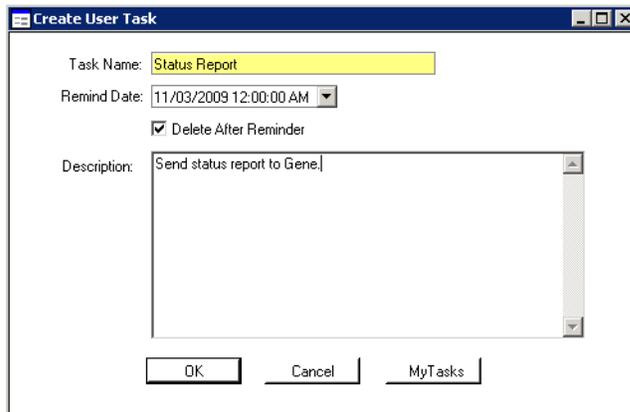 Create User Task
Task Name: Status Report
Remind Date: 11/03/2009 12:00:00 AM
Delete After Reminder
Description: Send status report to Gene.
OK Cancel MyTasks